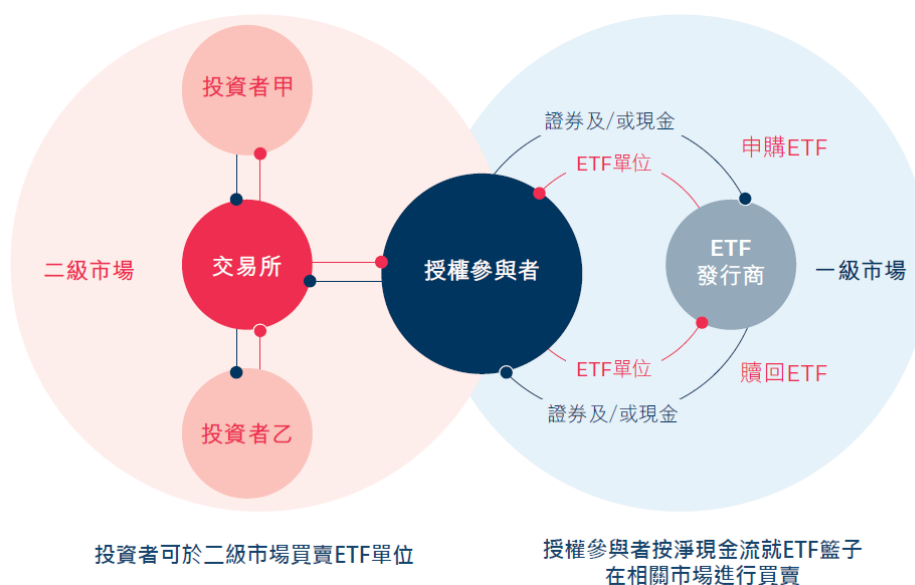 投資者甲
二級市場
交易所
投資者乙
授權參與者
證券及/或現金
ETF單位
申購ETF
ETF
發行商
一級市場
ETF單位
證券及/或現金
贖回ETF
投資者可於二級市場買賣ETF單位
授權參與者按淨現金流就ETF籃子
在相關市場進行買賣